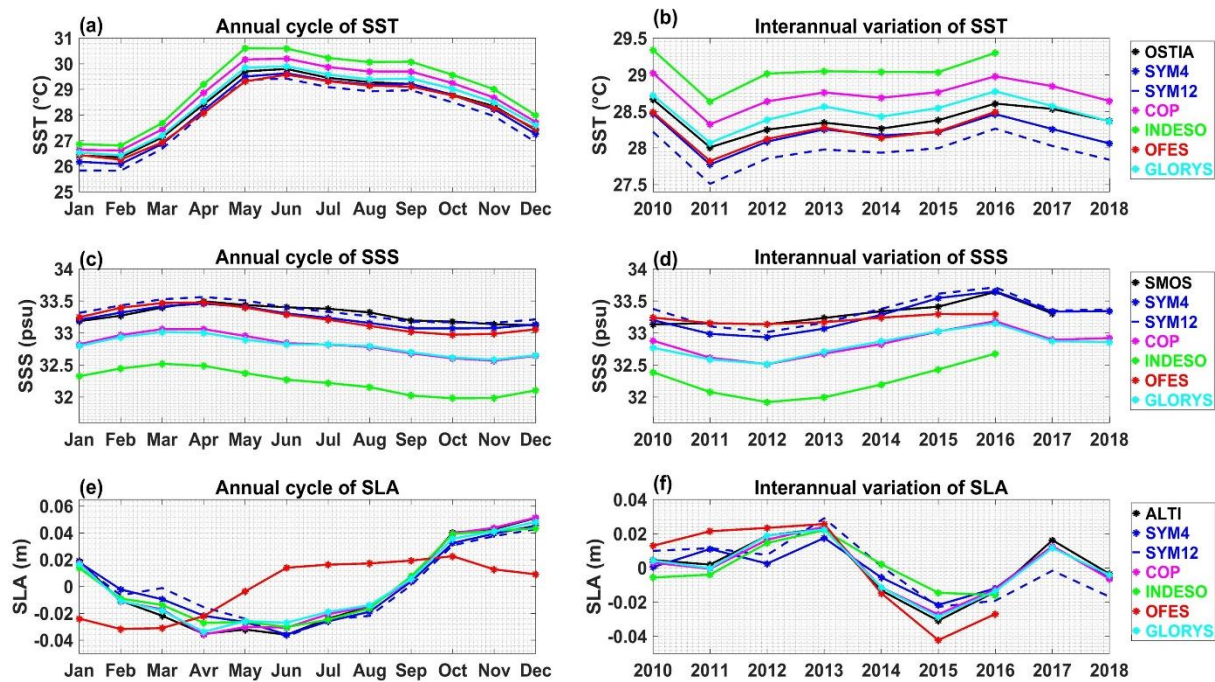 (a) Annual cycle of SST
SST (°C)
31
30
29
28
27
26
25
Jan Feb Mar Apr May Jun Jul Aug Sep Oct Nov Dec
(b) Interannual variation of SST
SST (°C)
29.5
29
28.5
28
27.5
2010 2011 2012 2013 2014 2015 2016 2017 2018
OSTIA
SYM4
SYM12
COP
INDESO
OFES
GLORYS
(c) Annual cycle of SSS
SSS (psu)
34
33.5
33
32.5
32
Jan Feb Mar Apr May Jun Jul Aug Sep Oct Nov Dec
(d) Interannual variation of SSS
SSS (psu)
34
33.5
33
32.5
32
2010 2011 2012 2013 2014 2015 2016 2017 2018
SMOS
SYM4
SYM12
COP
INDESO
OFES
GLORYS
(e) Annual cycle of SLA
SLA (m)
0.06
0.04
0.02
0
-0.02
-0.04
Jan Feb Mar Apr May Jun Jul Aug Sep Oct Nov Dec
(f) Interannual variation of SLA
SLA (m)
0.04
0.02
0
-0.02
-0.04
2010 2011 2012 2013 2014 2015 2016 2017 2018
ALTI
SYM4
SYM12
COP
INDESO
OFES
GLORYS